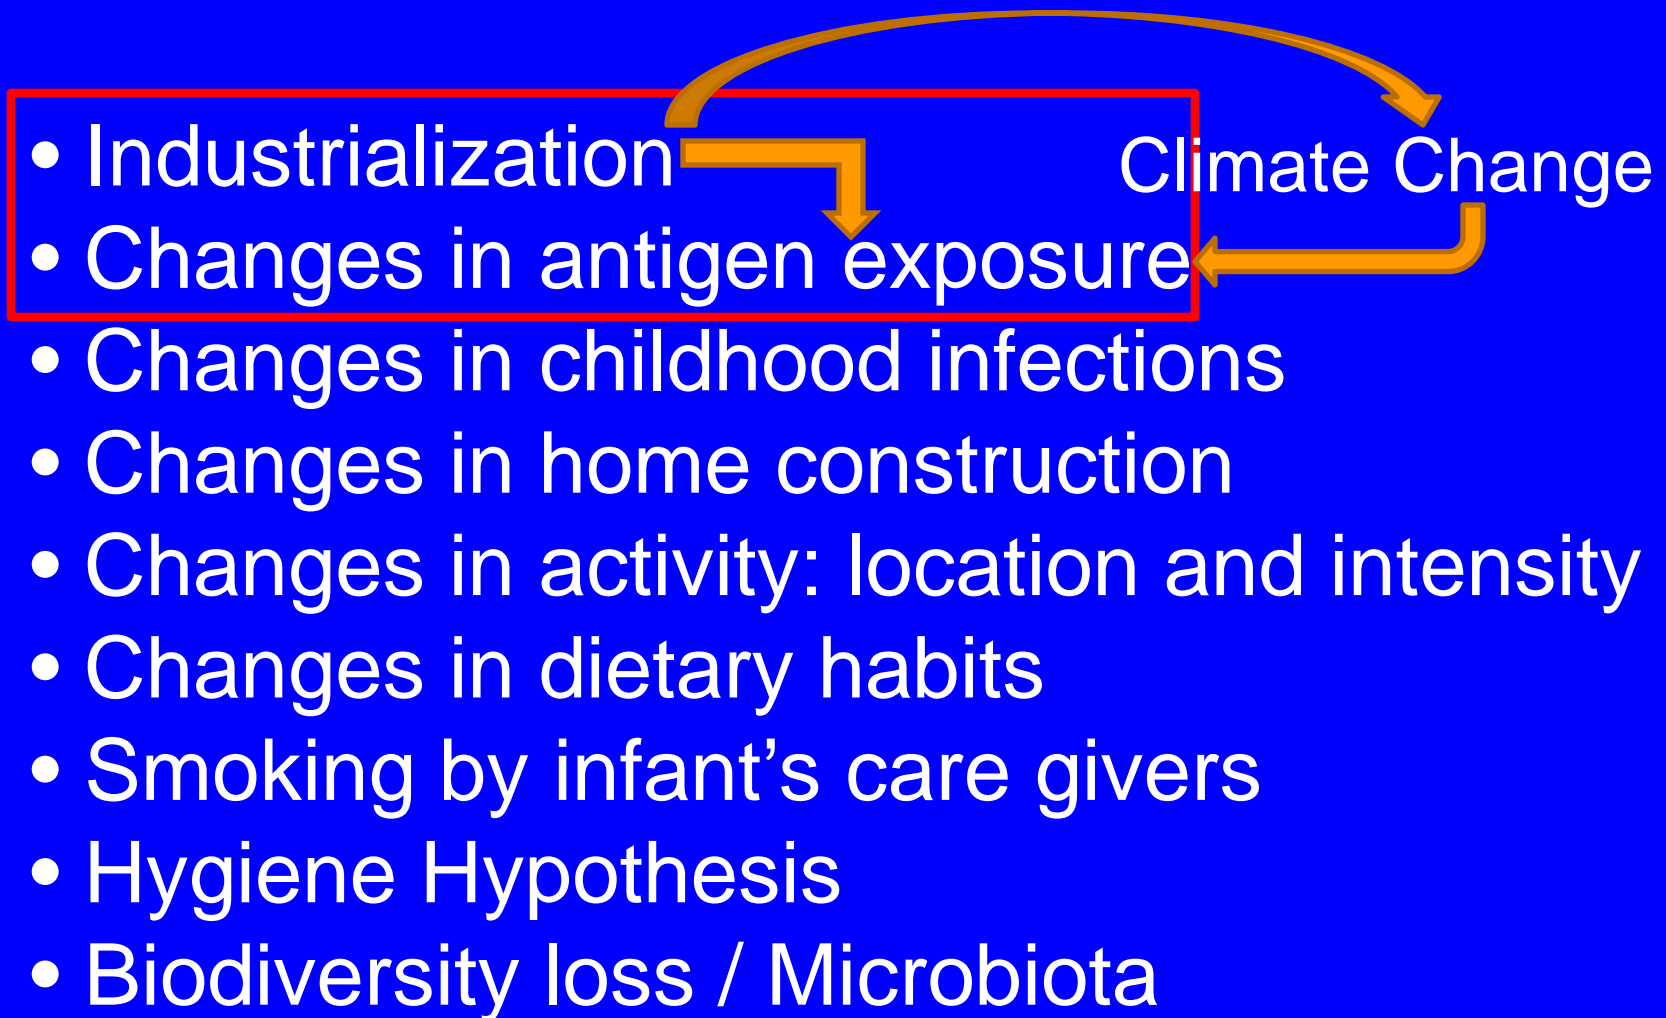 • Industrialization
Climate Change
• Changes in antigen exposure
• Changes in childhood infections
• Changes in home construction
• Changes in activity: location and intensity
• Changes in dietary habits
• Smoking by infant’s care givers
• Hygiene Hypothesis
• Biodiversity loss / Microbiota